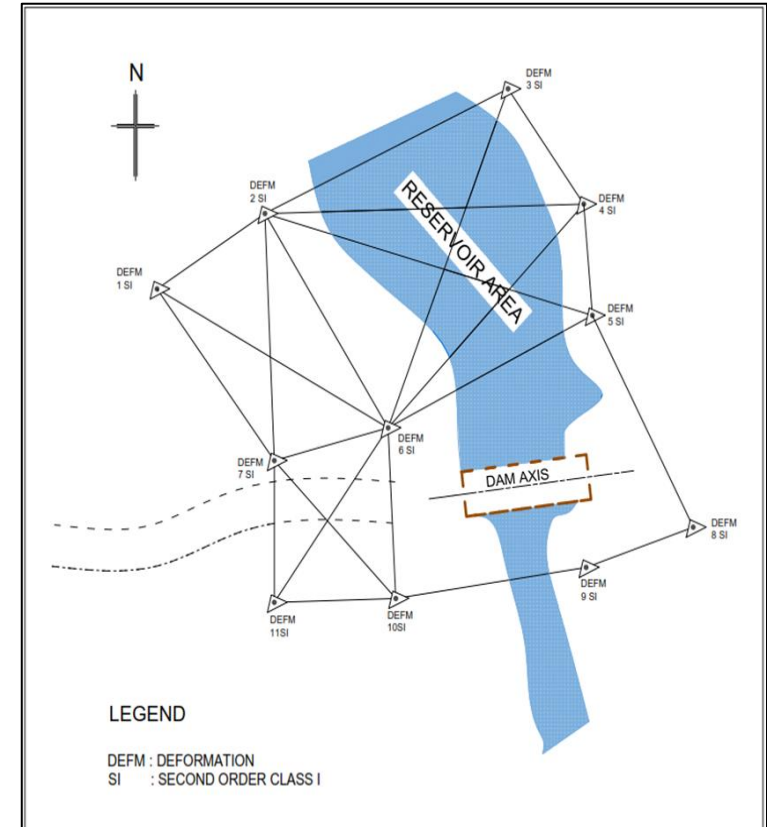 N
DEFM
3 SI
DEFM
2 SI
DEFM
4 SI
RESERVOIR AREA
DEFM
1 SI
DEFM
5 SI
DEFM
6 SI
DEFM
7 SI
DAM AXIS
DEFM
8 SI
DEFM
9 SI
DEFM
11SI
DEFM
10SI
LEGEND
DEFM : DEFORMATION
SI : SECOND ORDER CLASS I